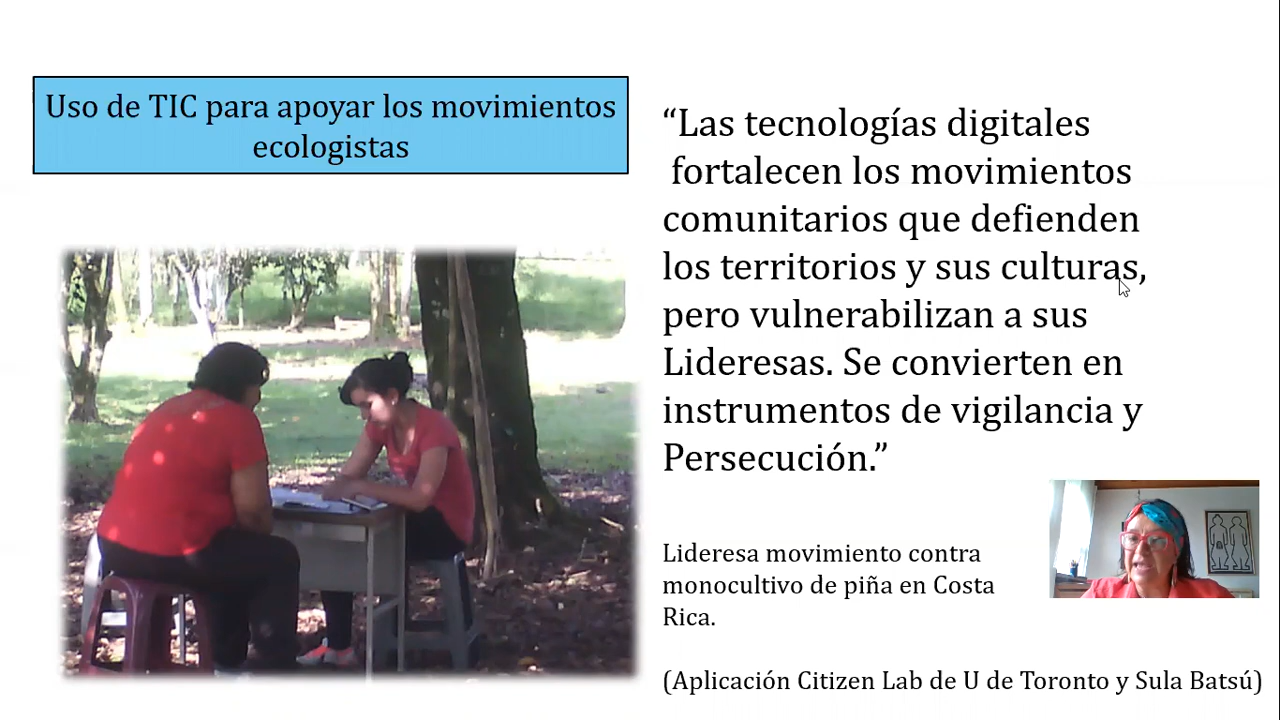 Uso de TIC para apoyar los movimientos
ecologistas
“Las tecnologías digitales
fortalecen los movimientos
comunitarios que defienden
los territorios y sus culturas,
pero vulnerabilizan a sus
Lideresas. Se convierten en
instrumentos de vigilancia y
Persecución.”
Lideresa movimiento contra
monocultivo de piña en Costa
Rica.
(Aplicación Citizen Lab de U de Toronto y Sula Batsú)